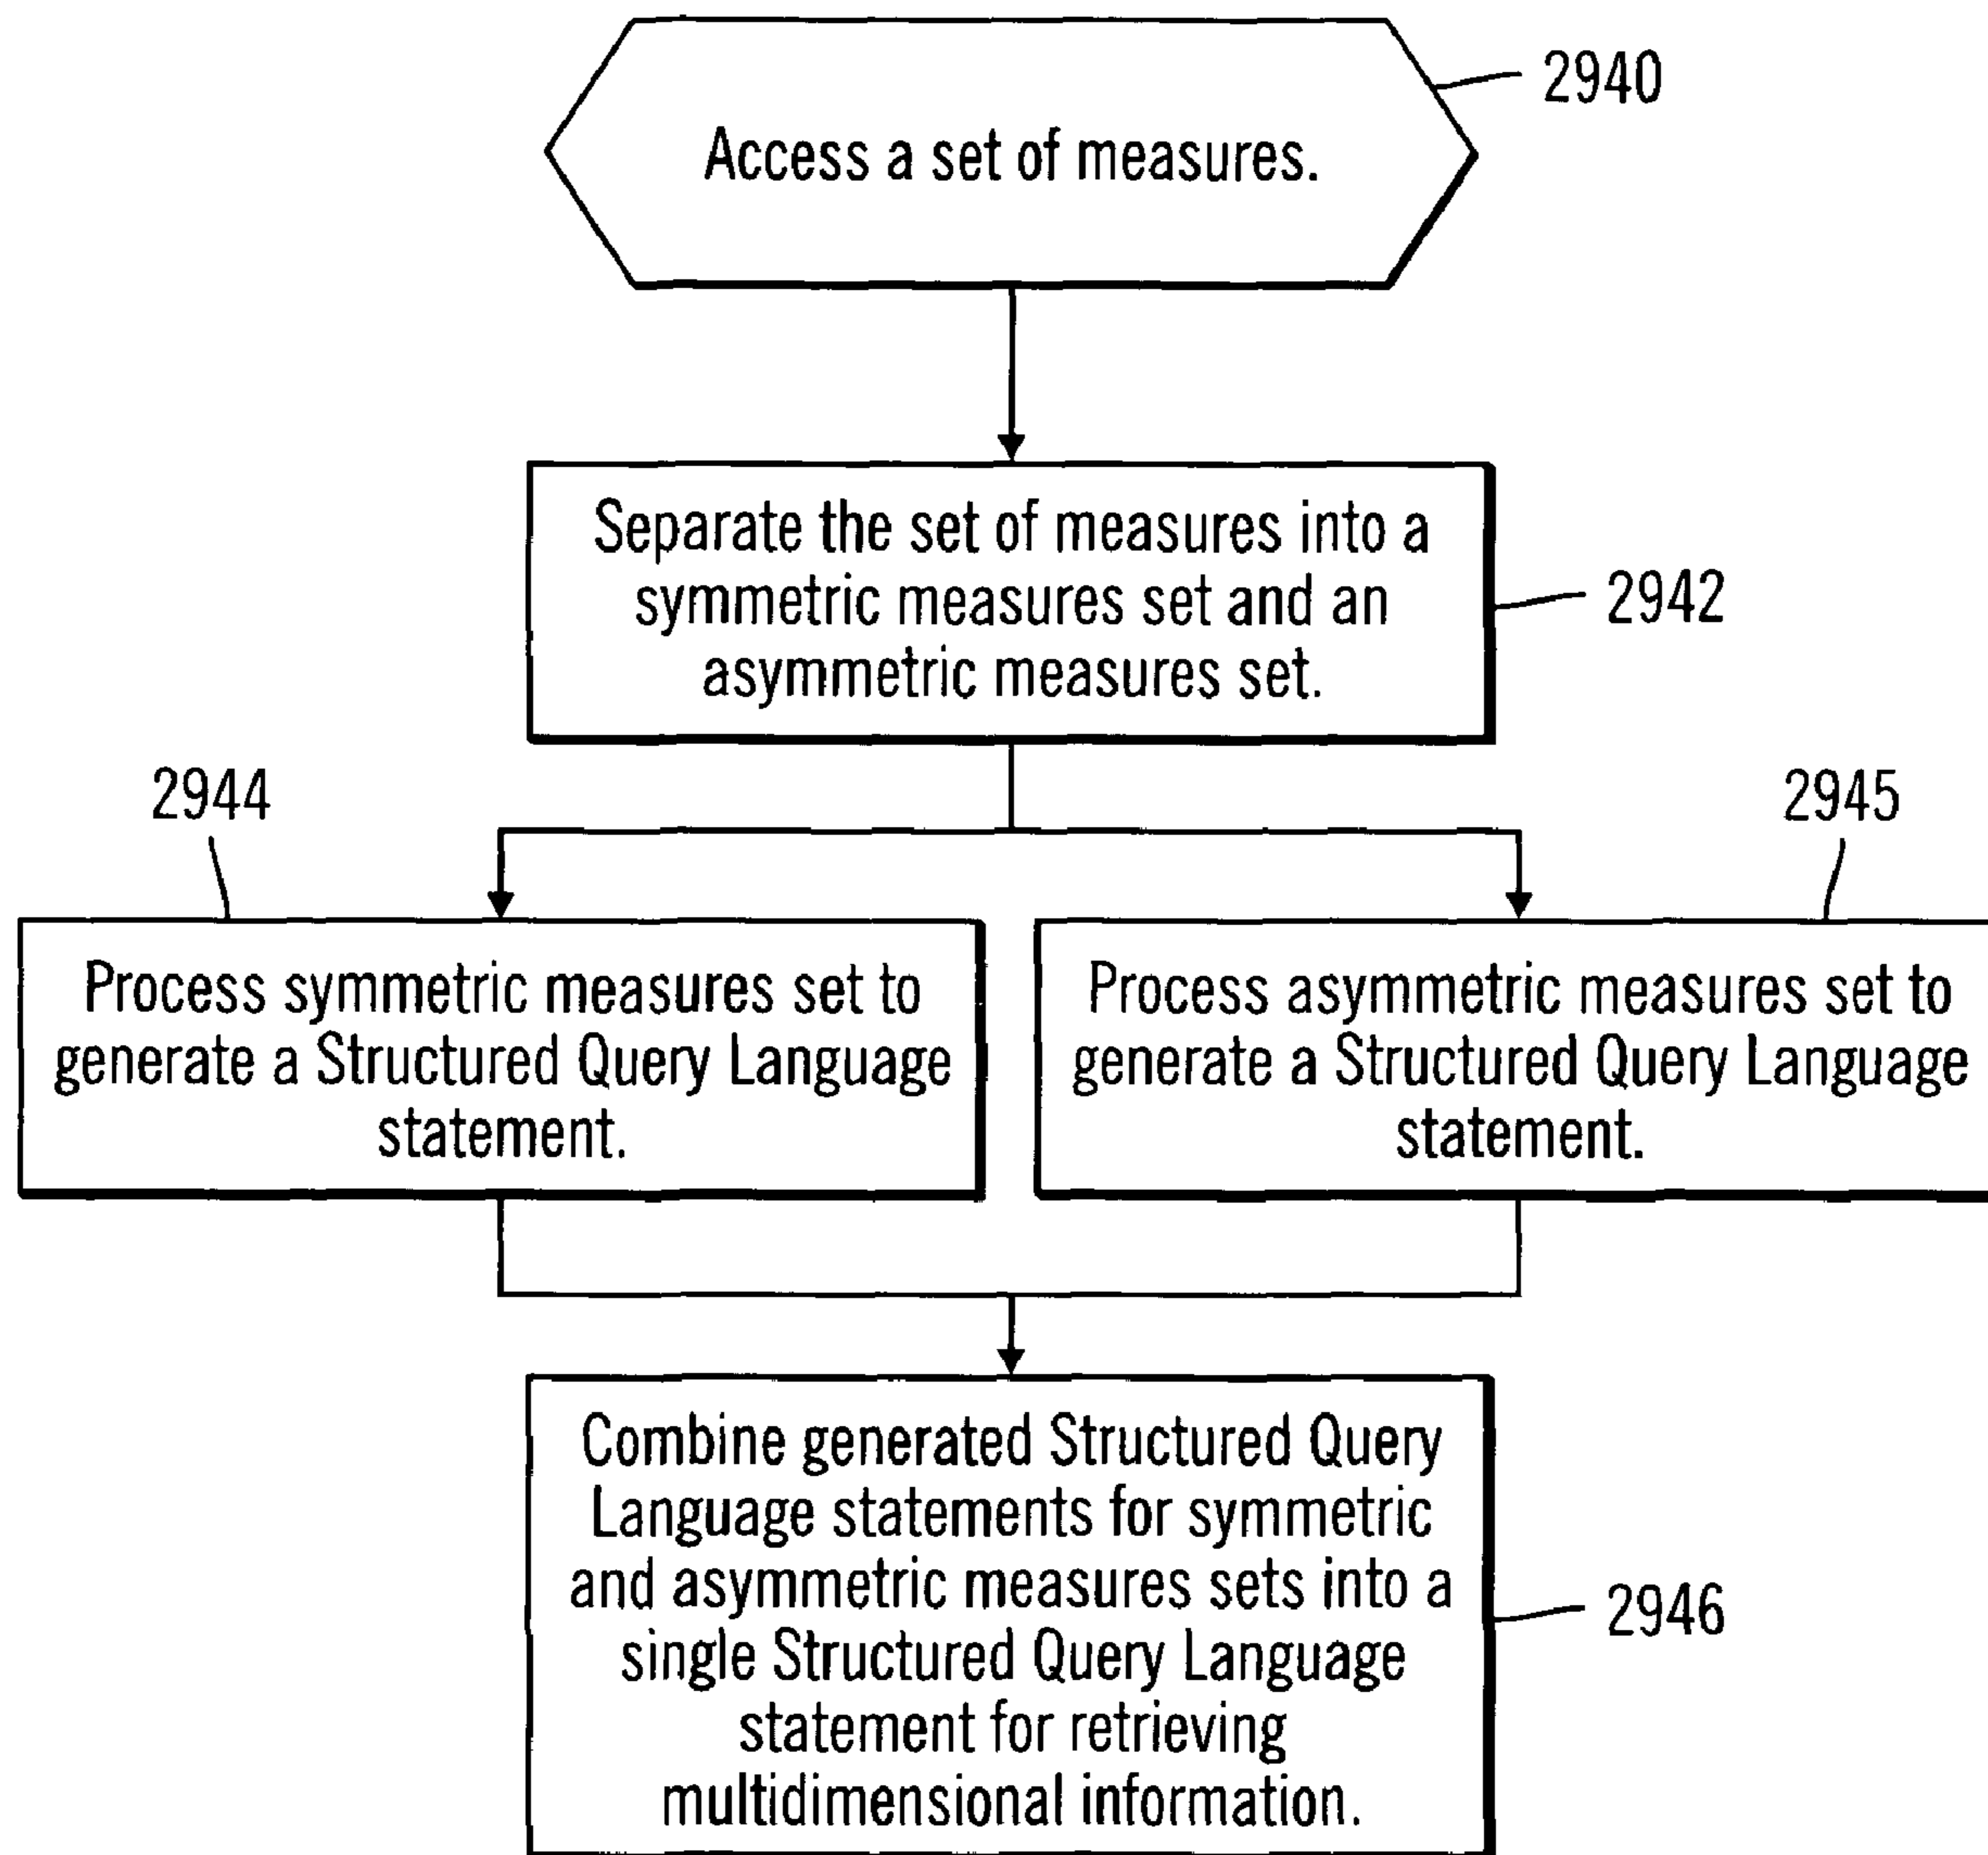 2940
Access a set of measures.
Separate the set of measures into a
symmetric measures set and an
asymmetric measures set.
2942
2944
2945
Process symmetric measures set to
generate a Structured Query Language
statement.
Process asymmetric measures set to
generate a Structured Query Language
statement.
Combine generated Structured Query
Language statements for symmetric
and asymmetric measures sets into a
single Structured Query Language
statement for retrieving
multidimensional information.
2946